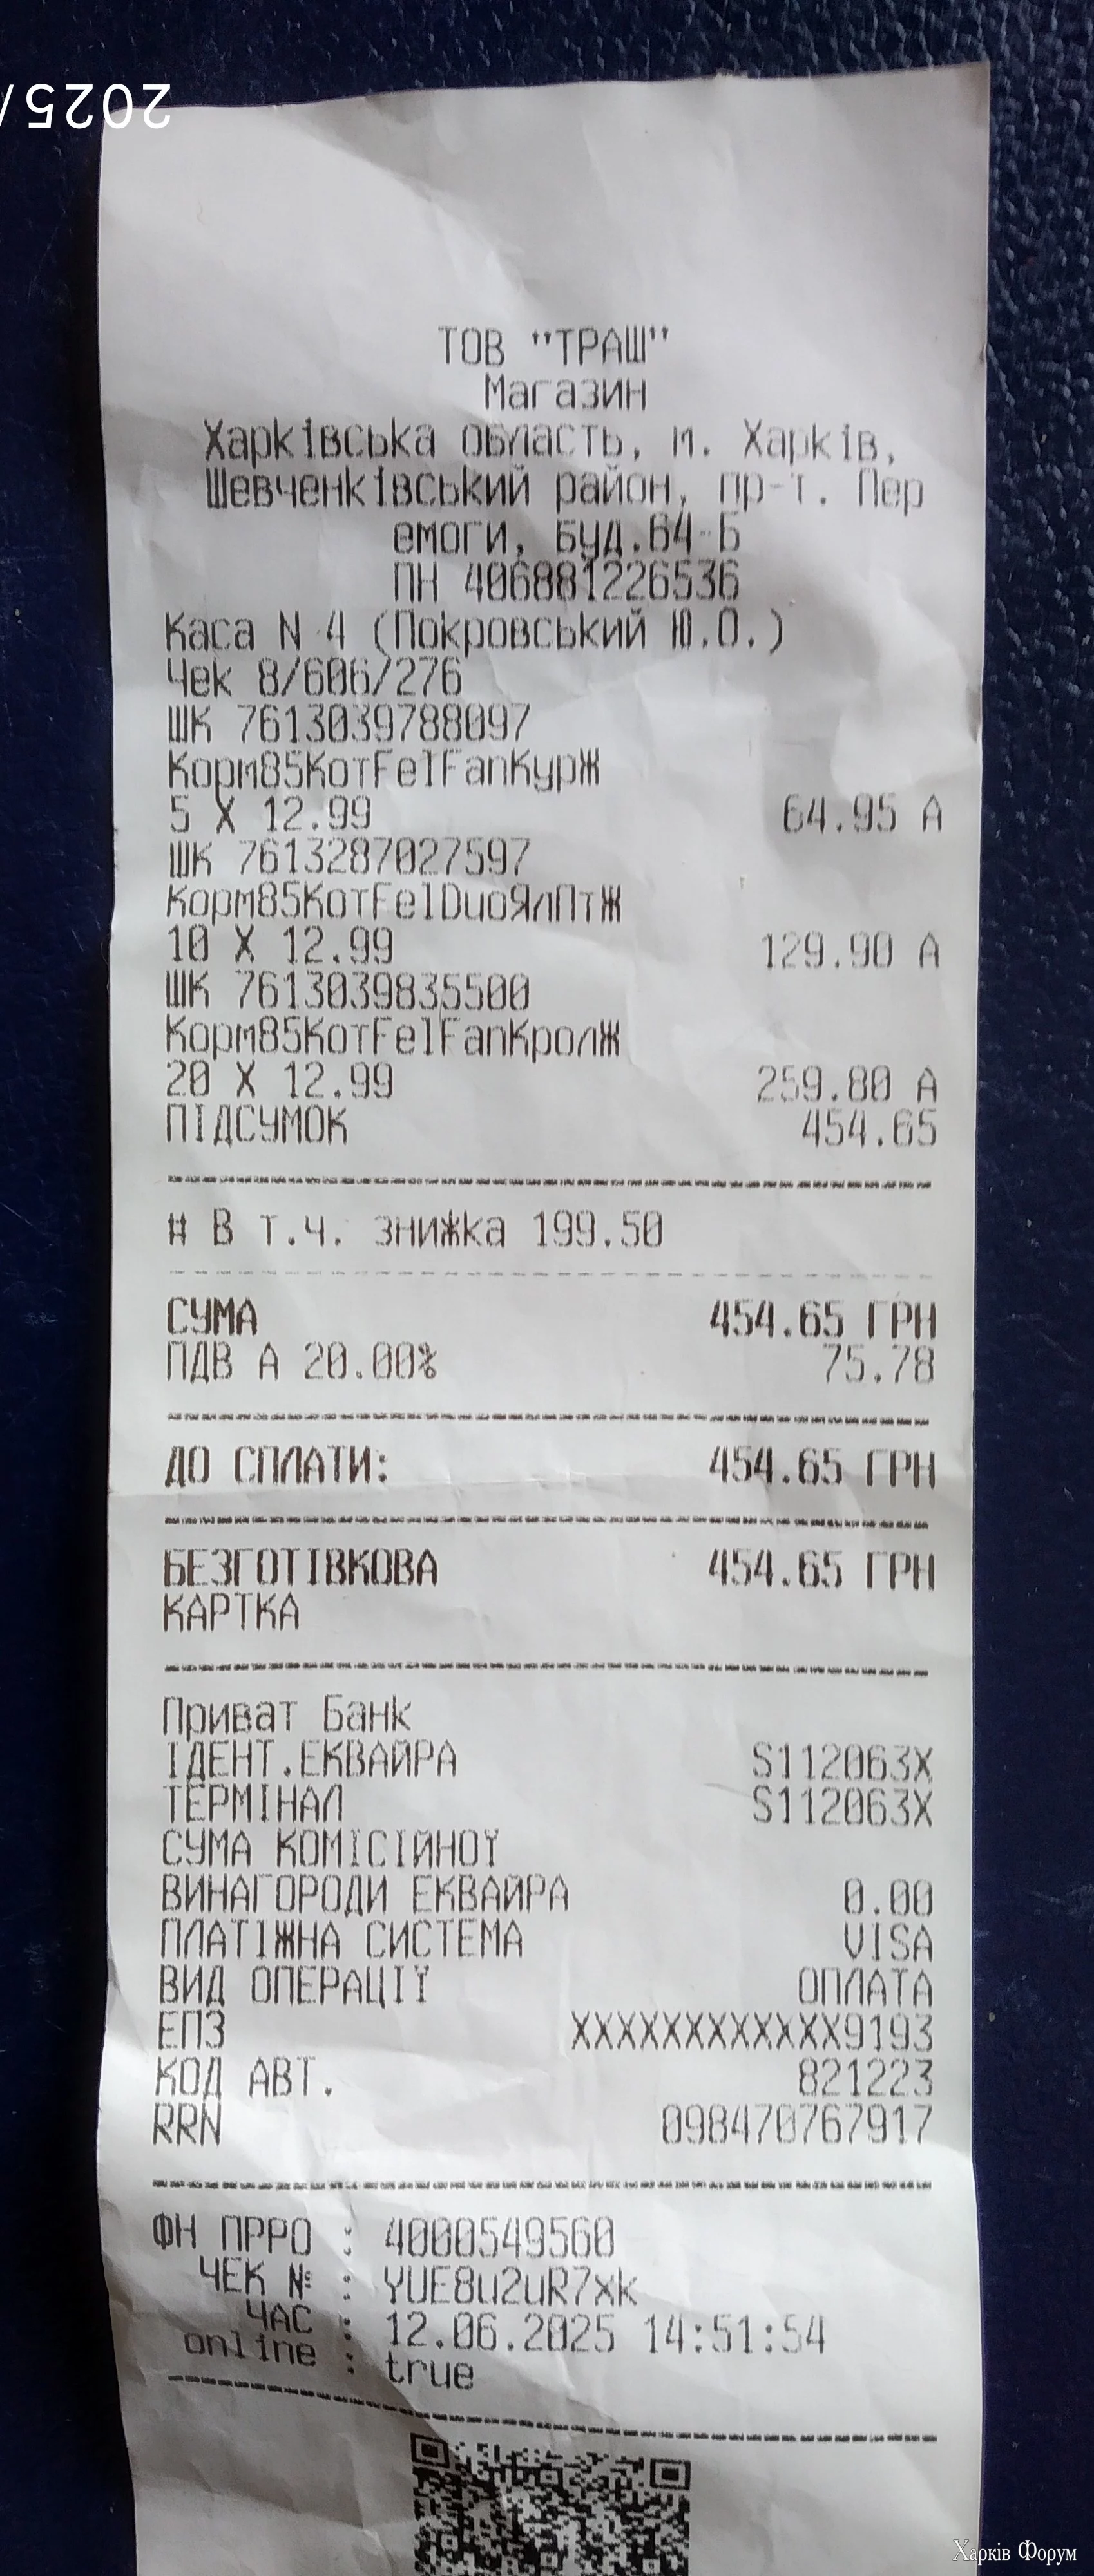 2025/
ТОВ "ТРАШ"
Магазин
Харківська область, м. Харків,
Шевченківський район, пр-т. Пер
емоги, буд.64-Б
ПН 406881226536
Каса N 4 (Покровський Ю.О.)
Чек 8/606/276
ШК 7613039788097
Корм85КотFelFanКурЖ
5 X 12.99 64.95 А
ШК 7613287027597
Корм85КотFelDuoЯлПтЖ
10 X 12.99 129.90 А
ШК 7613039835500
Корм85КотFelFanКролЖ
20 X 12.99 259.80 А
ПІДСУМОК 454.65
# В т.ч. знижка 199.50
СУМА 454.65 ГРН
ПДВ А 20.00% 75.78
ДО СПЛАТИ: 454.65 ГРН
БЕЗГОТІВКОВА 454.65 ГРН
КАРТКА
Приват Банк
ІДЕНТ.ЕКВАЙРА S112063X
ТЕРМІНАЛ S112063X
СУМА КОМІСІЙНОЇ
ВИНАГОРОДИ ЕКВАЙРА 0.00
ПЛАТІЖНА СИСТЕМА VISA
ВИД ОПЕРАЦІЇ ОПЛАТА
ЕПЗ XXXXXXXXXXXX9193
КОД АВТ. 821223
RRN 098470767917
ФН ПРРО : 4000549560
ЧЕК № : YUE8u2uR7xk
ЧАС : 12.06.2025 14:51:54
online : true
Харків Форум